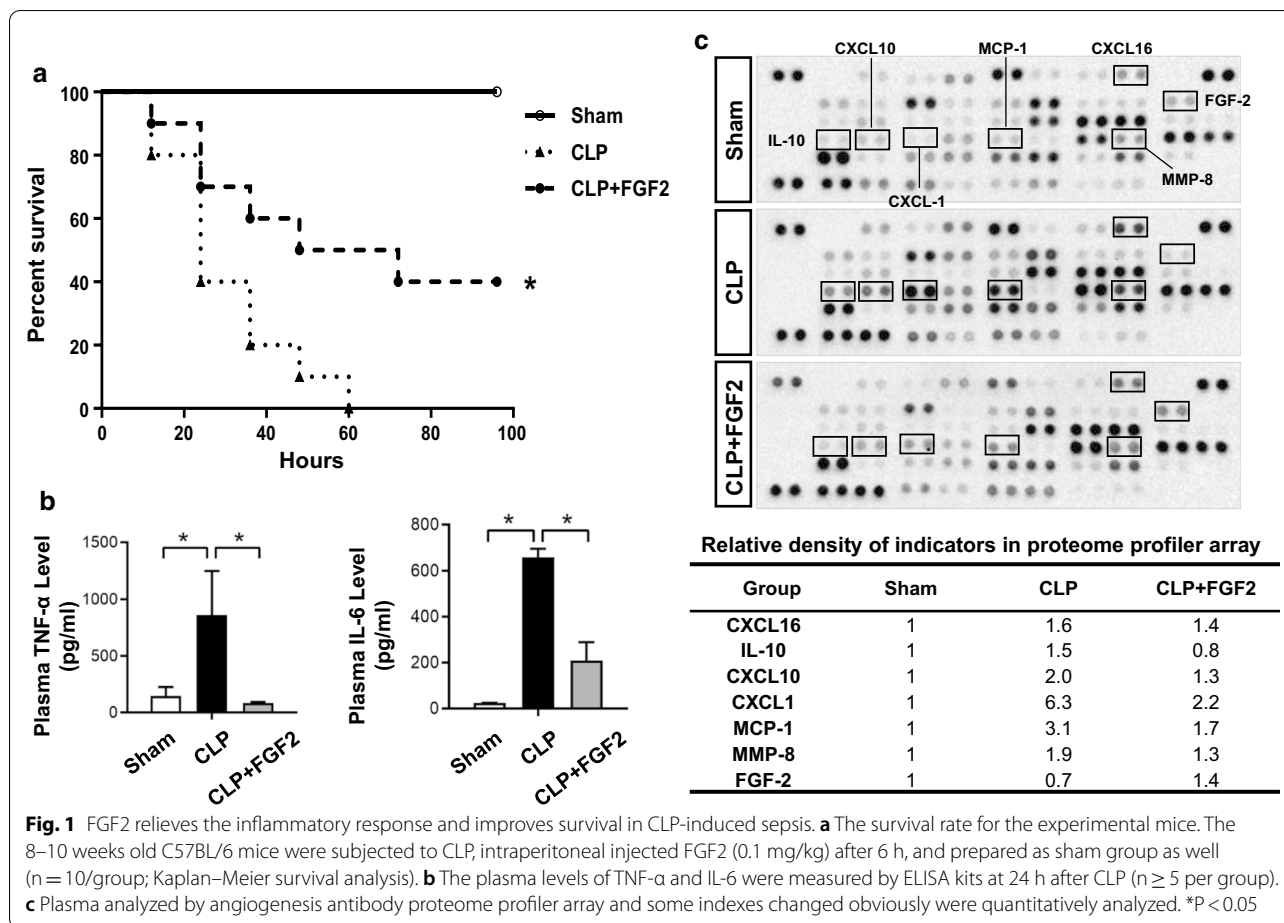 a
100
80
60
40
20
0
Percent survival
0 20 40 60 80 100
Hours
Sham
CLP
CLP+FGF2
*
b
1500
1000
500
0
Plasma TNF-α Level
(pg/ml)
* *
Sham CLP CLP+FGF2
800
600
400
200
0
Plasma IL-6 Level
(pg/ml)
* *
Sham CLP CLP+FGF2
c
CXCL10 MCP-1 CXCL16
Sham
FGF-2
IL-10
MMP-8
CXCL-1
CLP
CLP+FGF2
Relative density of indicators in proteome profiler array
Group Sham CLP CLP+FGF2
CXCL16 1 1.6 1.4
IL-10 1 1.5 0.8
CXCL10 1 2.0 1.3
CXCL1 1 6.3 2.2
MCP-1 1 3.1 1.7
MMP-8 1 1.9 1.3
FGF-2 1 0.7 1.4
Fig. 1 FGF2 relieves the inflammatory response and improves survival in CLP-induced sepsis. a The survival rate for the experimental mice. The
8–10 weeks old C57BL/6 mice were subjected to CLP, intraperitoneal injected FGF2 (0.1 mg/kg) after 6 h, and prepared as sham group as well
(n = 10/group; Kaplan–Meier survival analysis). b The plasma levels of TNF-α and IL-6 were measured by ELISA kits at 24 h after CLP (n ≥ 5 per group).
c Plasma analyzed by angiogenesis antibody proteome profiler array and some indexes changed obviously were quantitatively analyzed. *P < 0.05